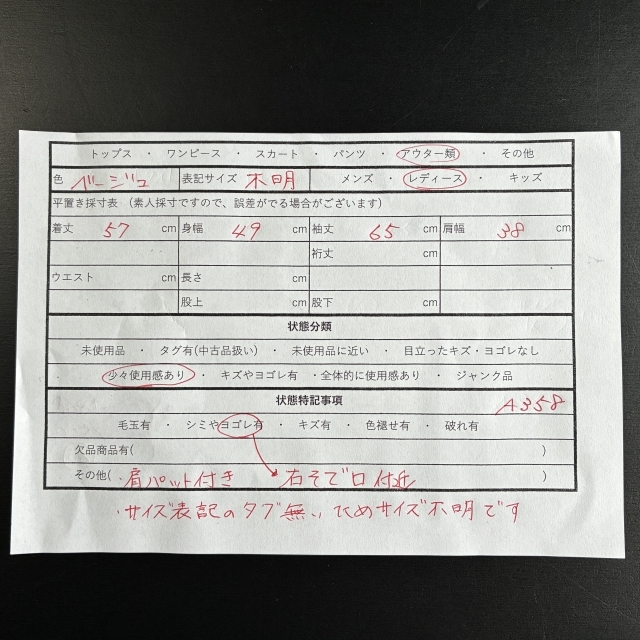 トップス ・ ワンピース ・ スカート ・ パンツ ・ アウター類 ・ その他
色 ベージュ 表記サイズ 不明 メンズ ・ レディース ・ キッズ
平置き採寸表 (素人採寸ですので、誤差がでる場合がございます)
着丈 57 cm 身幅 49 cm 袖丈 65 cm 肩幅 38 cm
裄丈 cm
ウエスト cm 長さ cm
股上 cm 股下 cm
状態分類
未使用品 ・ タグ有(中古品扱い) ・ 未使用品に近い ・ 目立ったキズ・ヨゴレなし
少々使用感あり ・ キズやヨゴレ有 ・全体的に使用感あり ・ ジャンク品
状態特記事項 A358
毛玉有 ・ シミやヨゴレ有 ・ キズ有 ・ 色褪せ有 ・ 破れ有
欠品商品有( )
その他( ・肩パット付き 右そで口付近 )
・サイズ表記のタブ無いためサイズ不明です